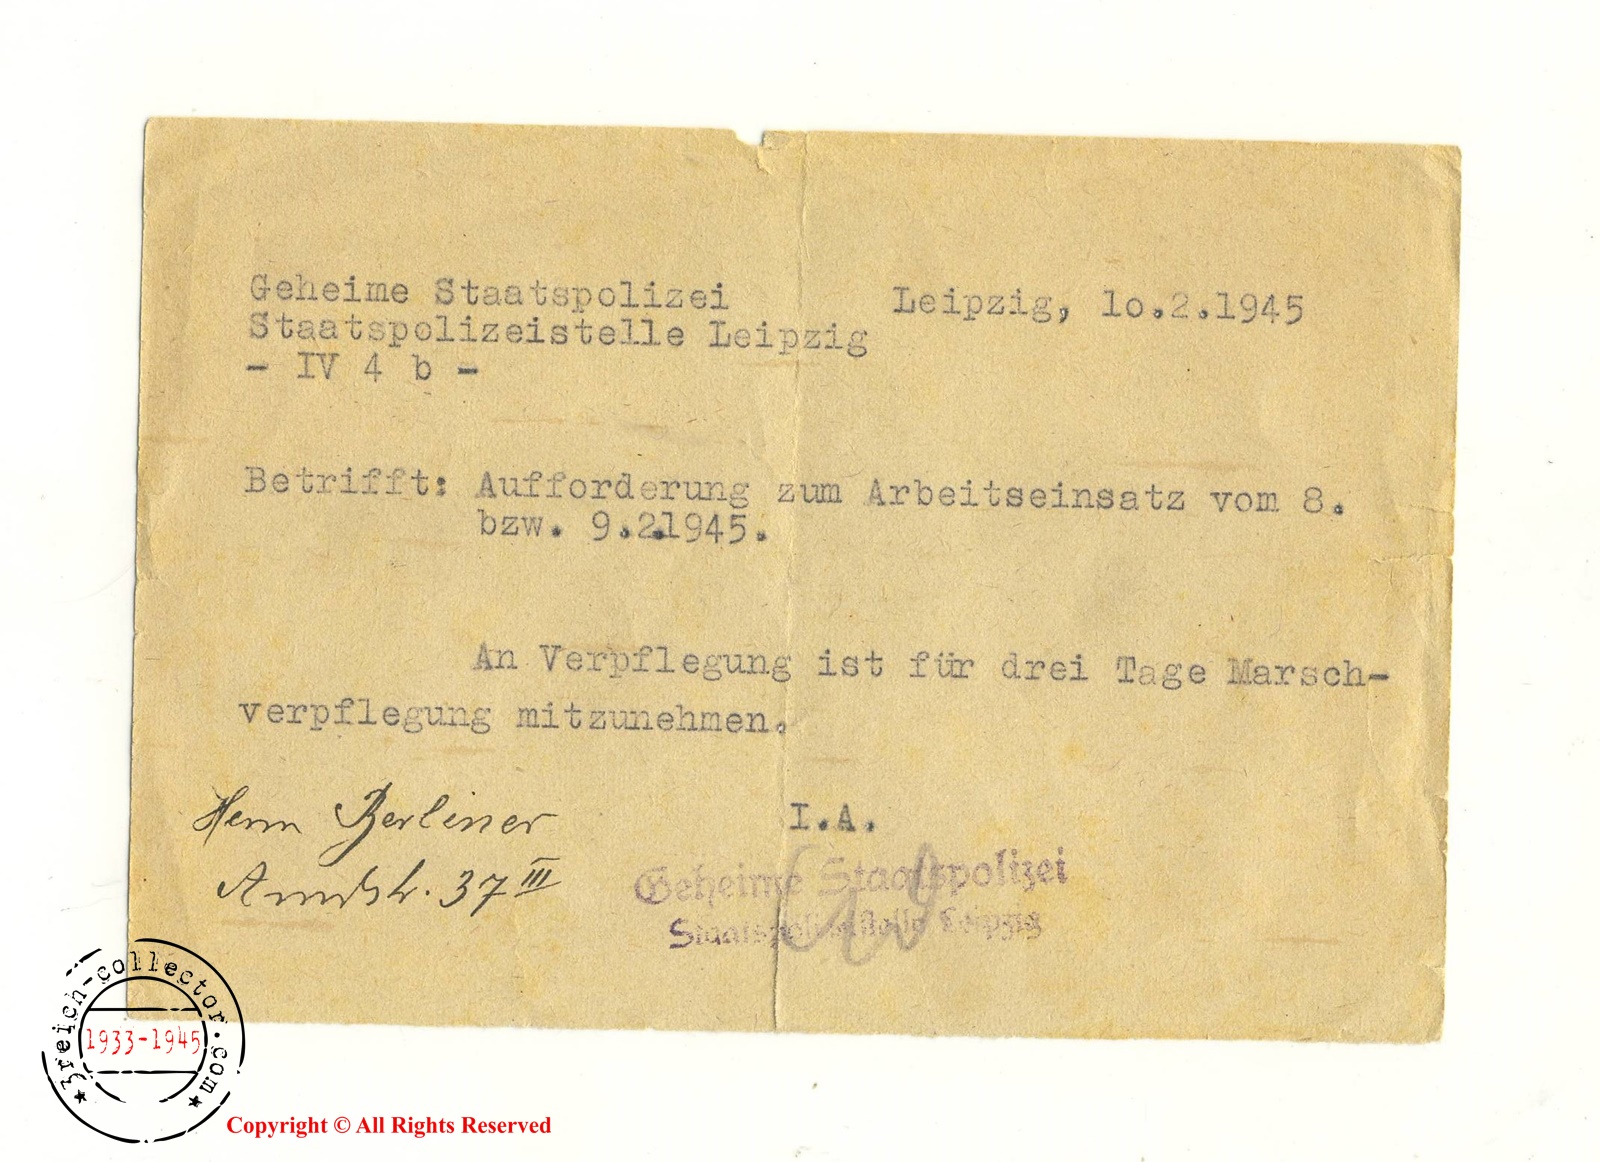 Geheime Staatspolizei
Staatspolizeistelle Leipzig
- IV 4 b -
Leipzig, 1o.2.1945
Betrifft: Aufforderung zum Arbeitseinsatz vom 8.
bzw. 9.2.1945.
An Verpflegung ist für drei Tage Marsch-
verpflegung mitzunehmen.
Herrn Berliner
Arndtstr. 37 III
I.A.
Geheime Staatspolizei
Staatspolizeistelle Leipzig
3reich-collector.com
1933-1945
Copyright © All Rights Reserved